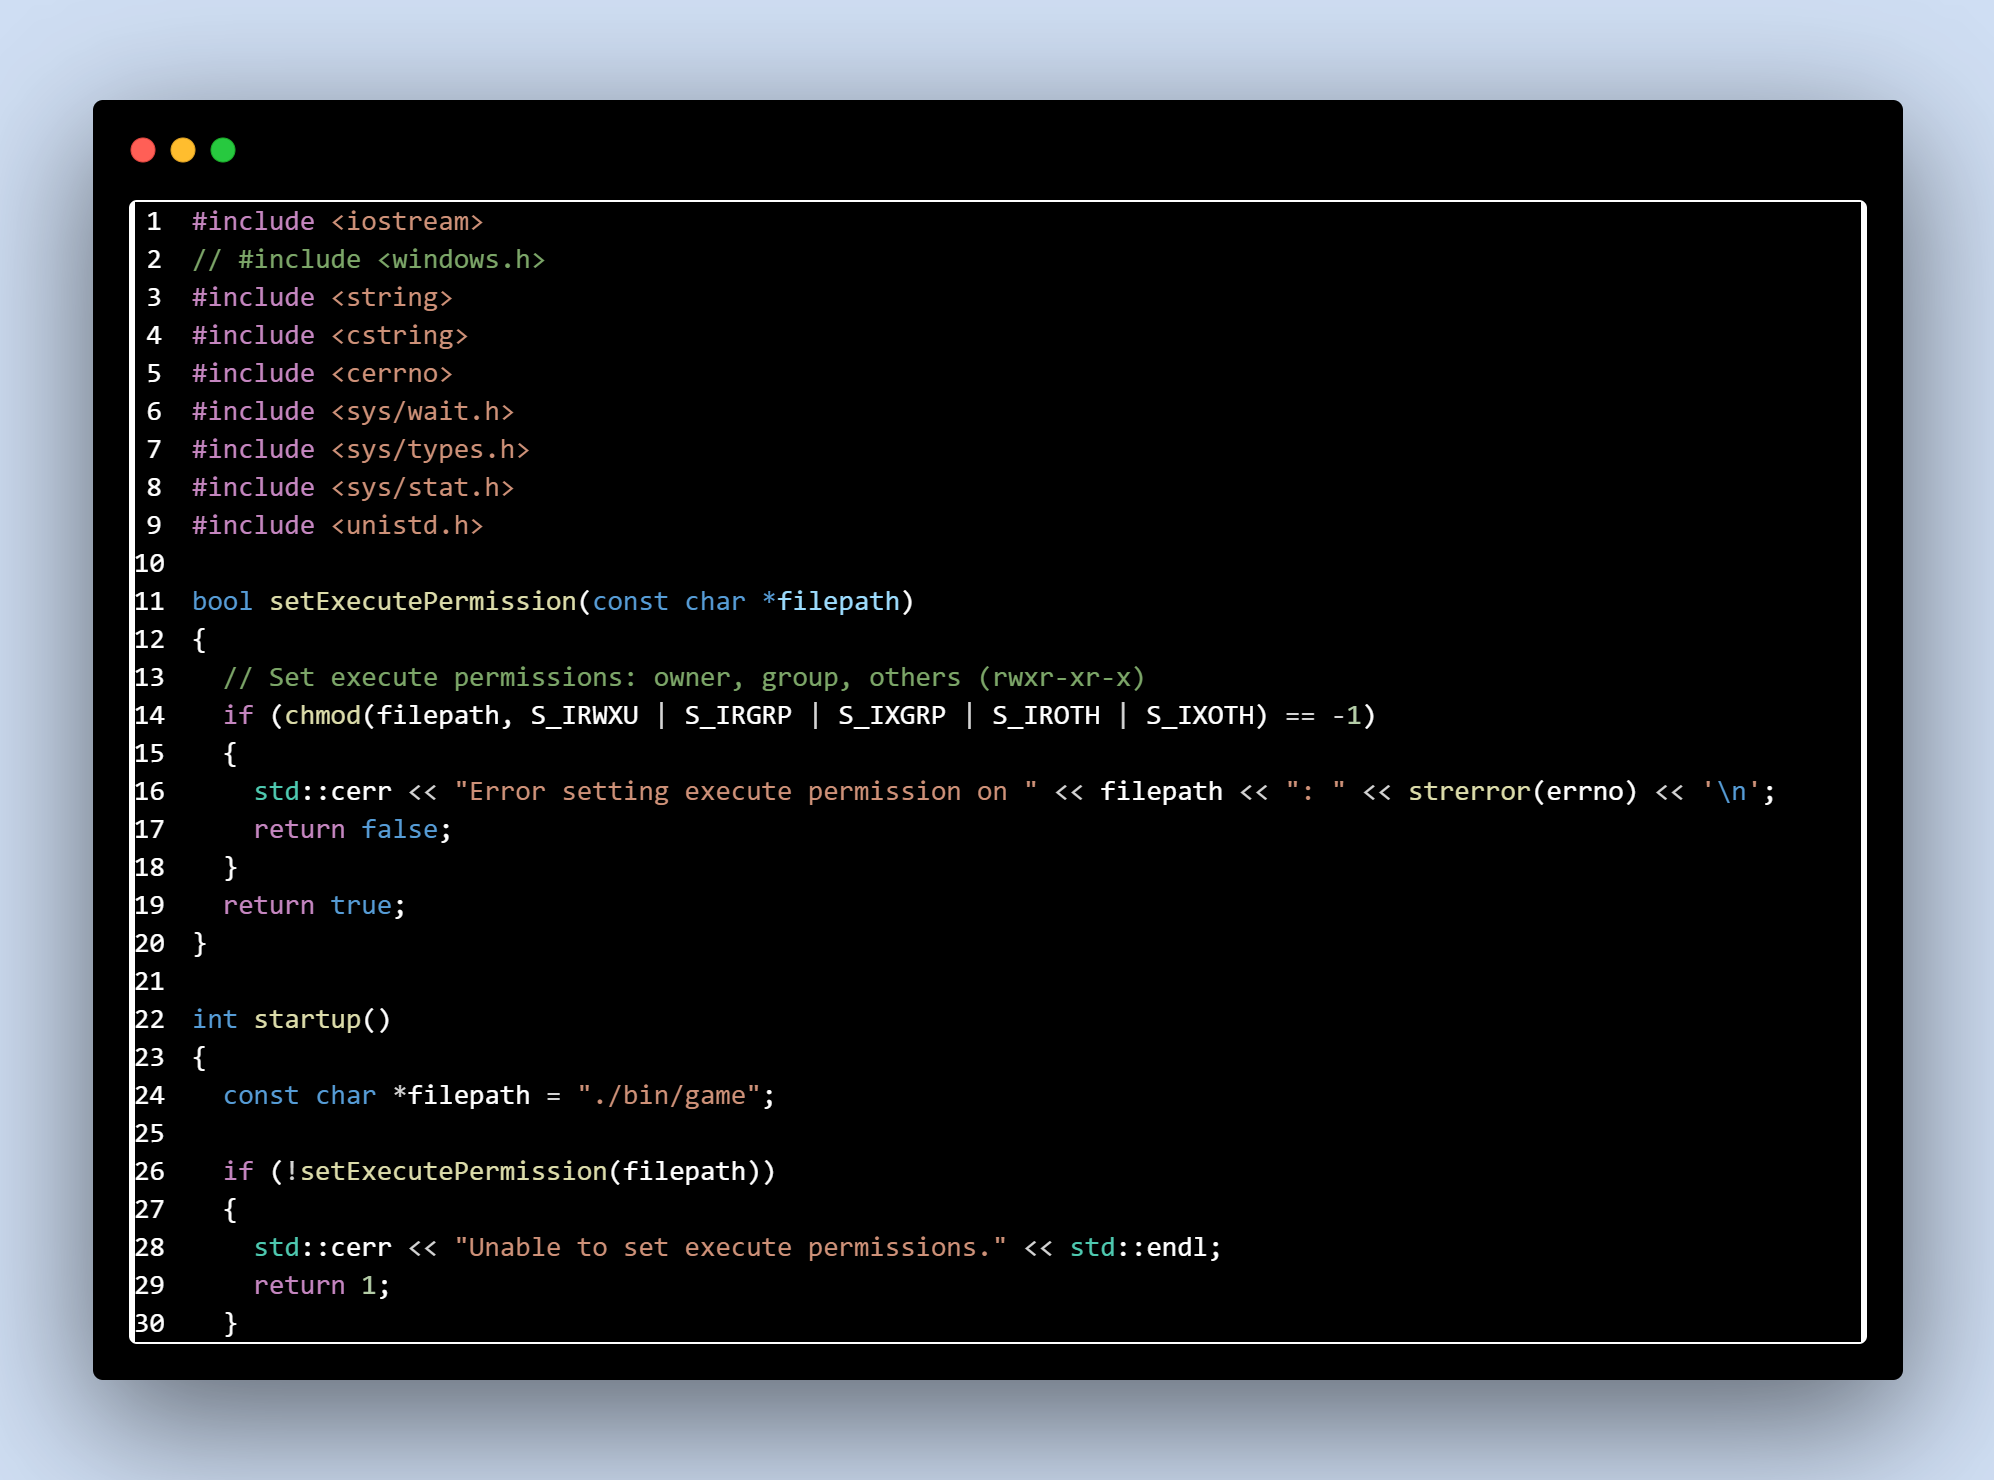 1 #include <iostream>
2 // #include <windows.h>
3 #include <string>
4 #include <cstring>
5 #include <cerrno>
6 #include <sys/wait.h>
7 #include <sys/types.h>
8 #include <sys/stat.h>
9 #include <unistd.h>
10
11 bool setExecutePermission(const char *filepath)
12 {
13   // Set execute permissions: owner, group, others (rwxr-xr-x)
14   if (chmod(filepath, S_IRWXU | S_IRGRP | S_IXGRP | S_IROTH | S_IXOTH) == -1)
15   {
16     std::cerr << "Error setting execute permission on " << filepath << ": " << strerror(errno) << '\n';
17     return false;
18   }
19   return true;
20 }
21
22 int startup()
23 {
24   const char *filepath = "./bin/game";
25
26   if (!setExecutePermission(filepath))
27   {
28     std::cerr << "Unable to set execute permissions." << std::endl;
29     return 1;
30   }